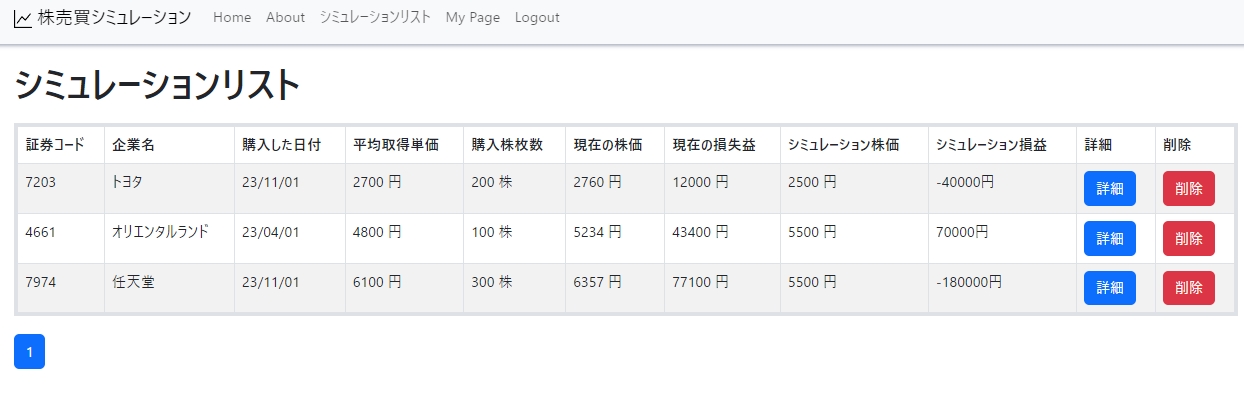 株売買シミュレーション Home About シミュレーションリスト My Page Logout
シミュレーションリスト
証券コード 企業名 購入した日付 平均取得単価 購入株枚数 現在の株価 現在の損失益 シミュレーション株価 シミュレーション損益 詳細 削除
7203 トヨタ 23/11/01 2700 円 200 株 2760 円 12000 円 2500 円 -40000円 詳細 削除
4661 オリエンタルランド 23/04/01 4800 円 100 株 5234 円 43400 円 5500 円 70000円 詳細 削除
7974 任天堂 23/11/01 6100 円 300 株 6357 円 77100 円 5500 円 -180000円 詳細 削除
1